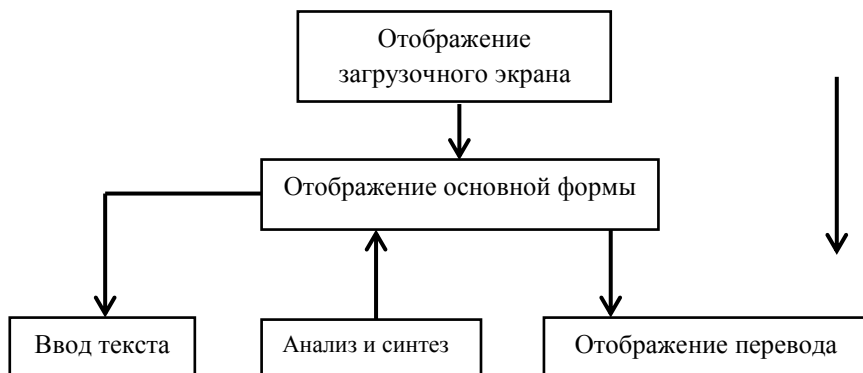 Отображение
загрузочного экрана
Отображение основной формы
Ввод текста
Анализ и синтез
Отображение перевода